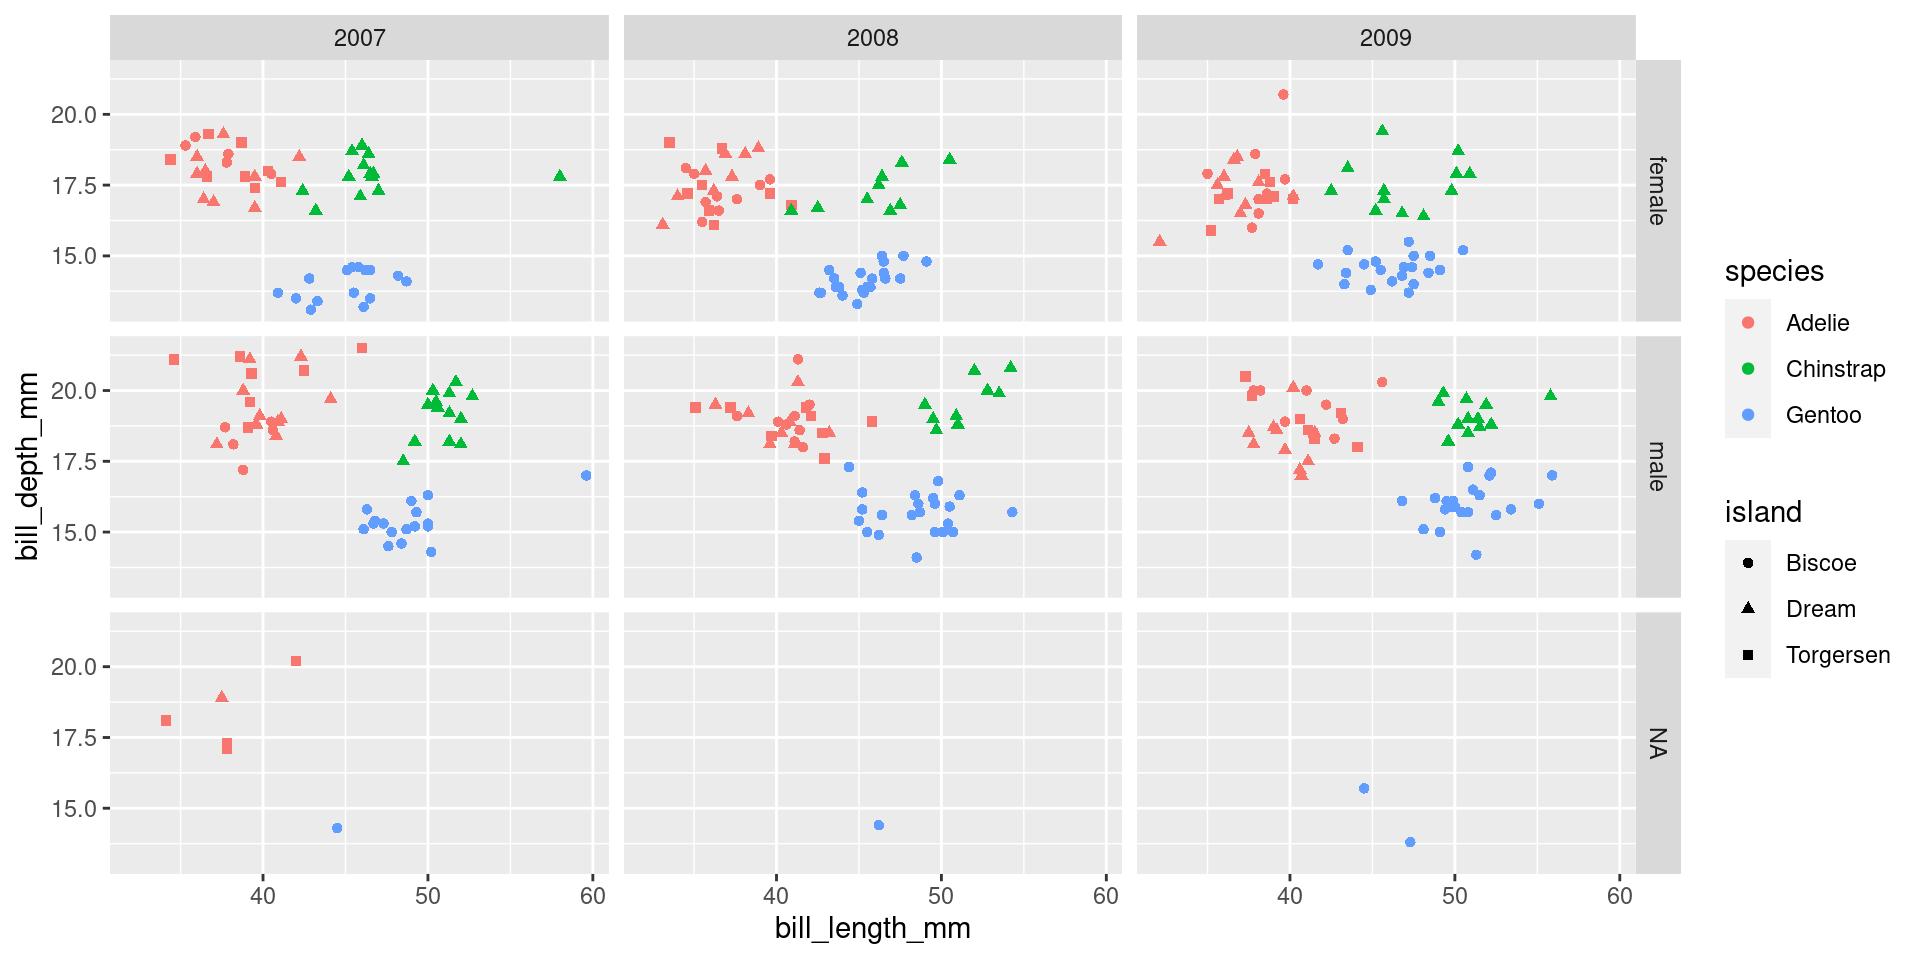 2007 2008 2009
20.0
17.5
15.0
female
20.0
17.5
15.0
male
20.0
17.5
15.0
NA
40 50 60 40 50 60 40 50 60
bill_length_mm
bill_depth_mm
species
Adelie
Chinstrap
Gentoo
island
Biscoe
Dream
Torgersen